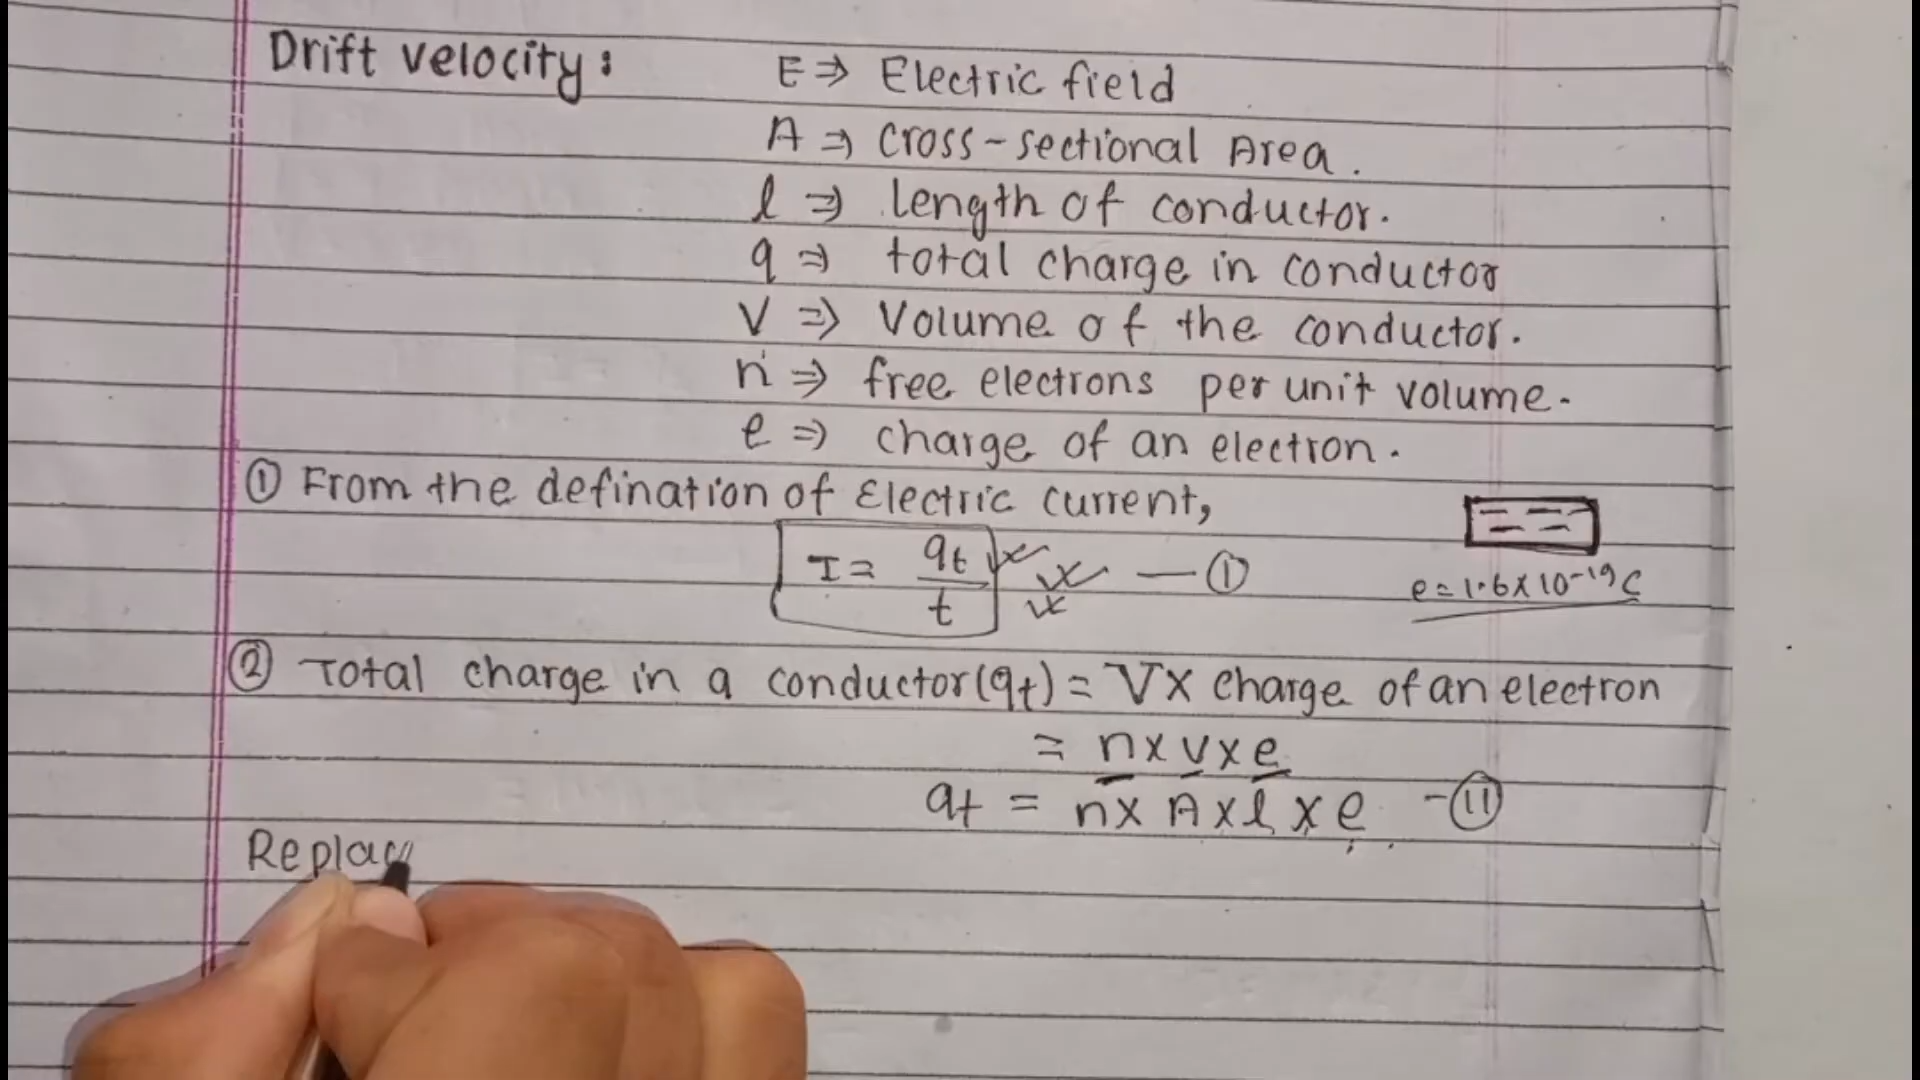 Drift velocity:
E ⇒ Electric field
A ⇒ Cross-sectional Area.
l ⇒ length of conductor.
q ⇒ total charge in conductor
V ⇒ Volume of the conductor.
n ⇒ free electrons per unit volume.
e ⇒ charge of an electron.
① From the defination of Electric current,
I = qt/t — ①
e = 1.6 X 10⁻¹⁹ C
② Total charge in a conductor (qt) = V X charge of an electron
= n x v x e
qt = n x A x l x e - ⑪
Replac